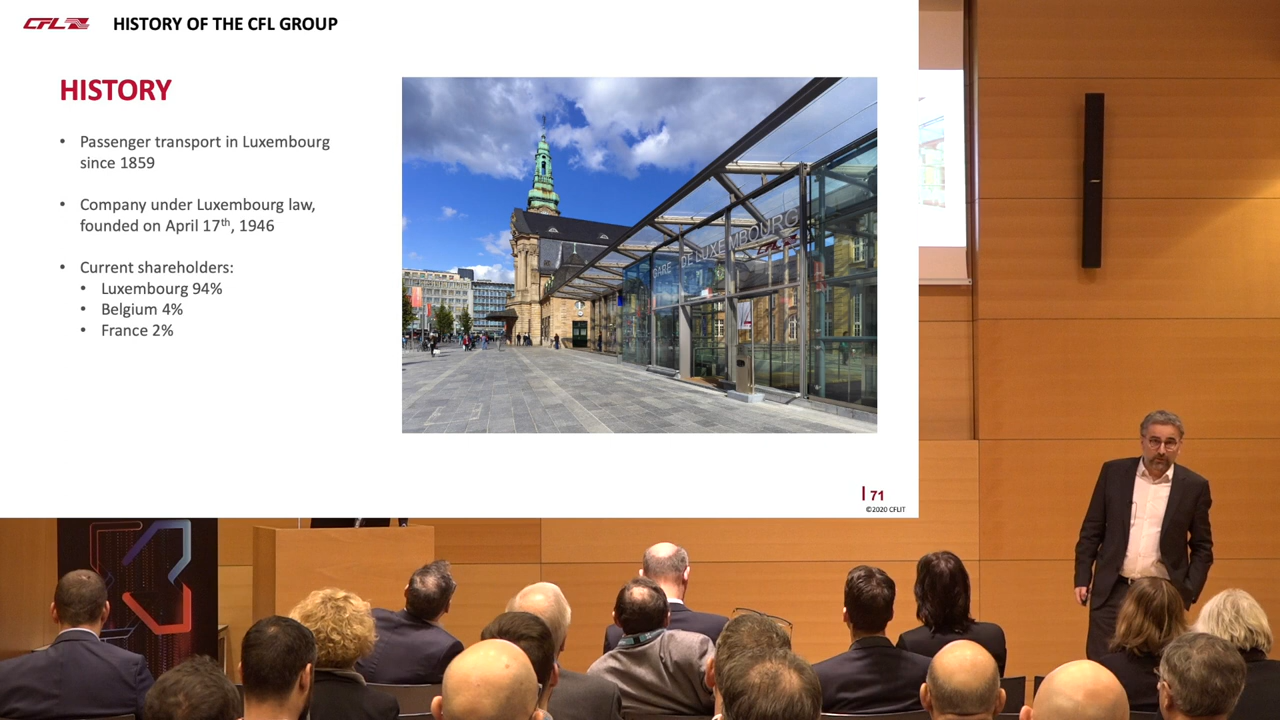 CFL HISTORY OF THE CFL GROUP
HISTORY
• Passenger transport in Luxembourg
since 1859
• Company under Luxembourg law,
founded on April 17th, 1946
• Current shareholders:
• Luxembourg 94%
• Belgium 4%
• France 2%
GARE DE LUXEMBOURG
CFL
71
©2020 CFLIT